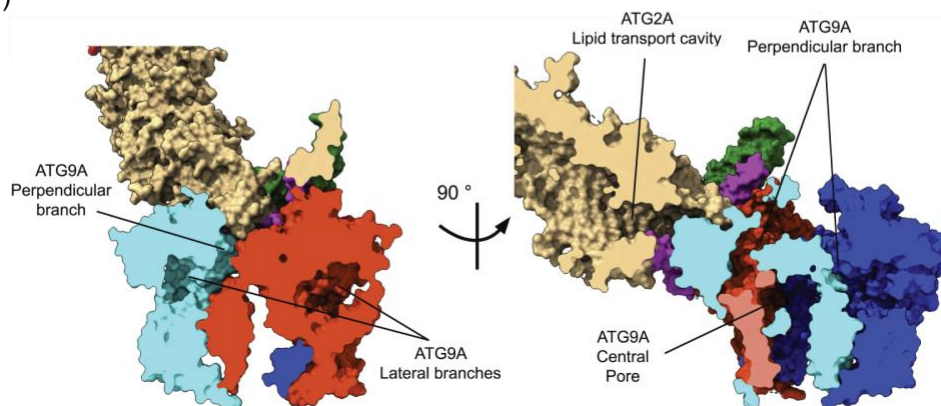 )
ATG9A
Perpendicular
branch
ATG9A
Lateral branches
90 °
ATG2A
Lipid transport cavity
ATG9A
Perpendicular branch
ATG9A
Central
Pore